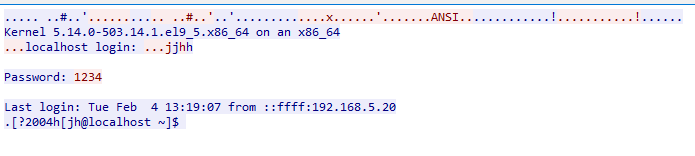 ..... ..#..'........... ..#..'..'.............x......'.......ANSI.............!...........!......
Kernel 5.14.0-503.14.1.el9_5.x86_64 on an x86_64
...localhost login: ...jjhh

Password: 1234

Last login: Tue Feb  4 13:19:07 from ::ffff:192.168.5.20
.[?2004h[jh@localhost ~]$